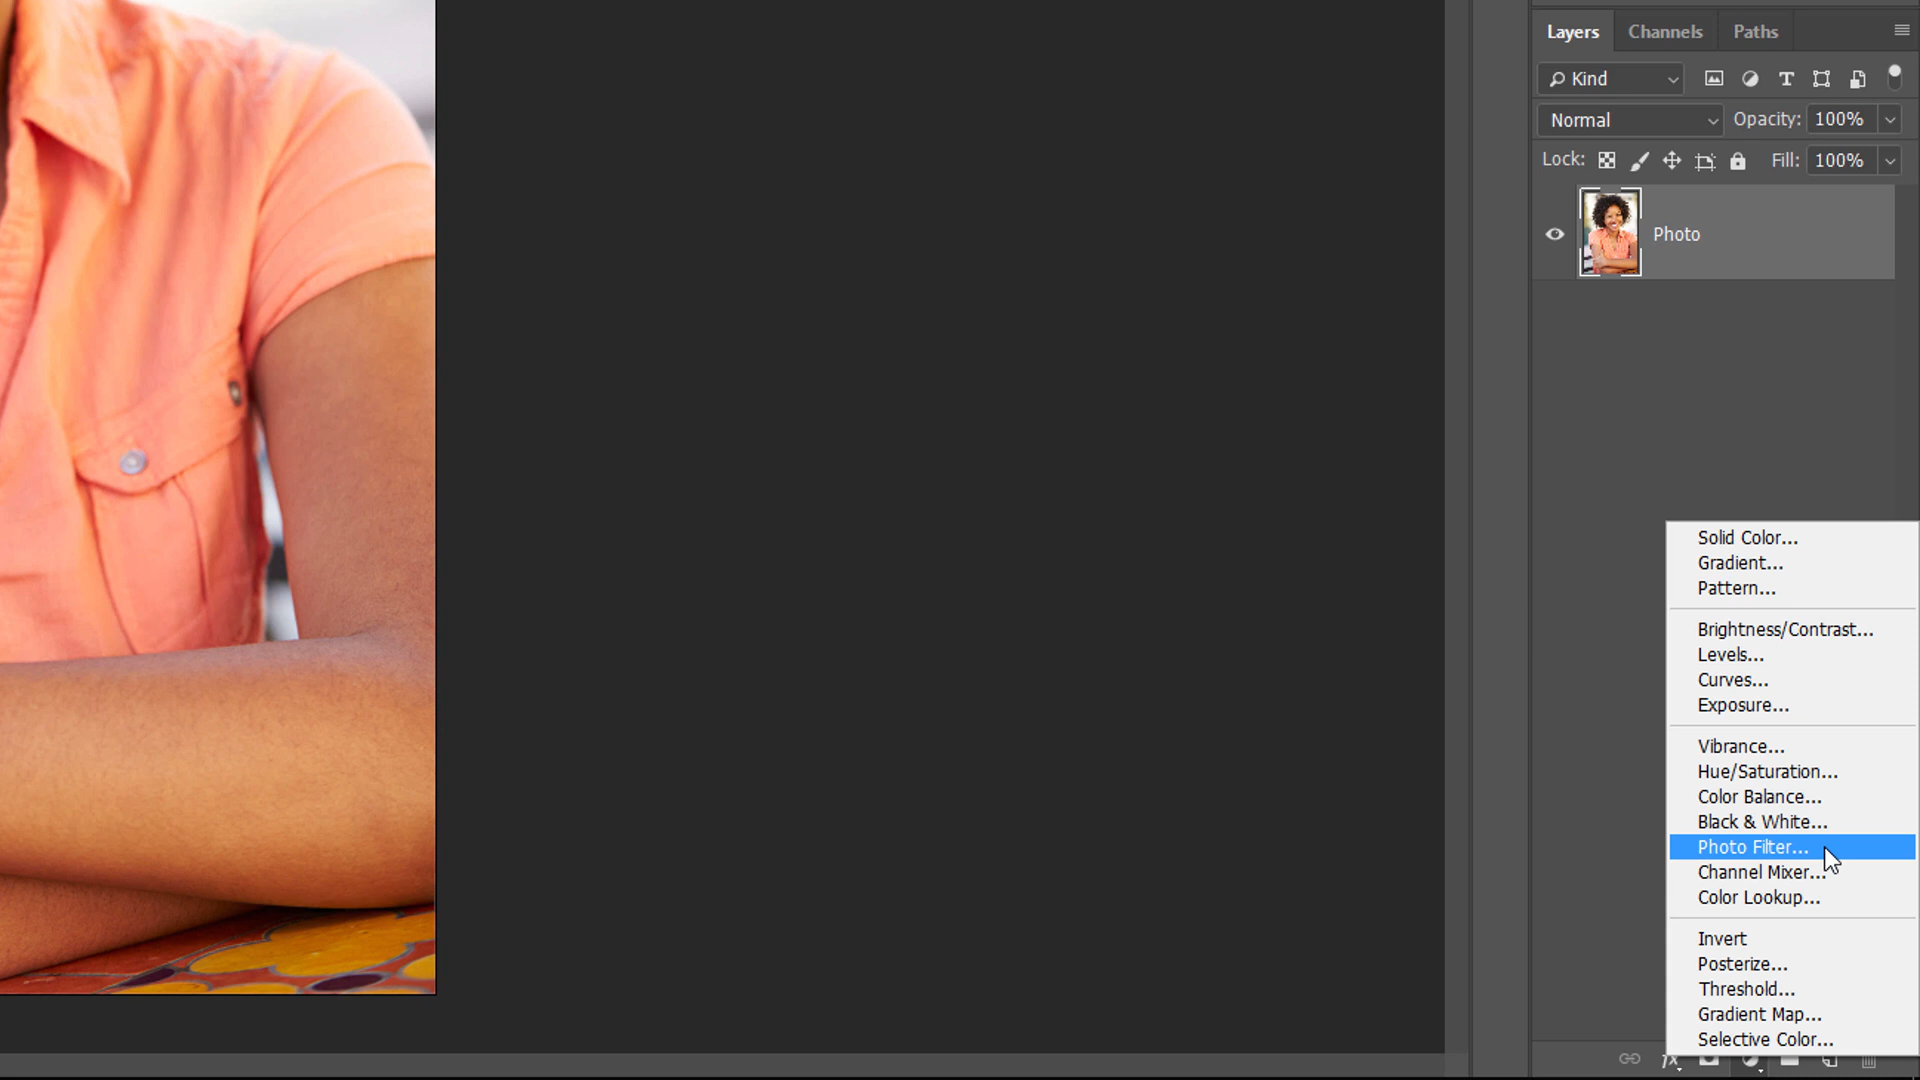 Layers Channels Paths
Kind
Normal Opacity: 100%
Lock: Fill: 100%
Photo
Solid Color...
Gradient...
Pattern...
Brightness/Contrast...
Levels...
Curves...
Exposure...
Vibrance...
Hue/Saturation...
Color Balance...
Black & White...
Photo Filter...
Channel Mixer...
Color Lookup...
Invert
Posterize...
Threshold...
Gradient Map...
Selective Color...
fx